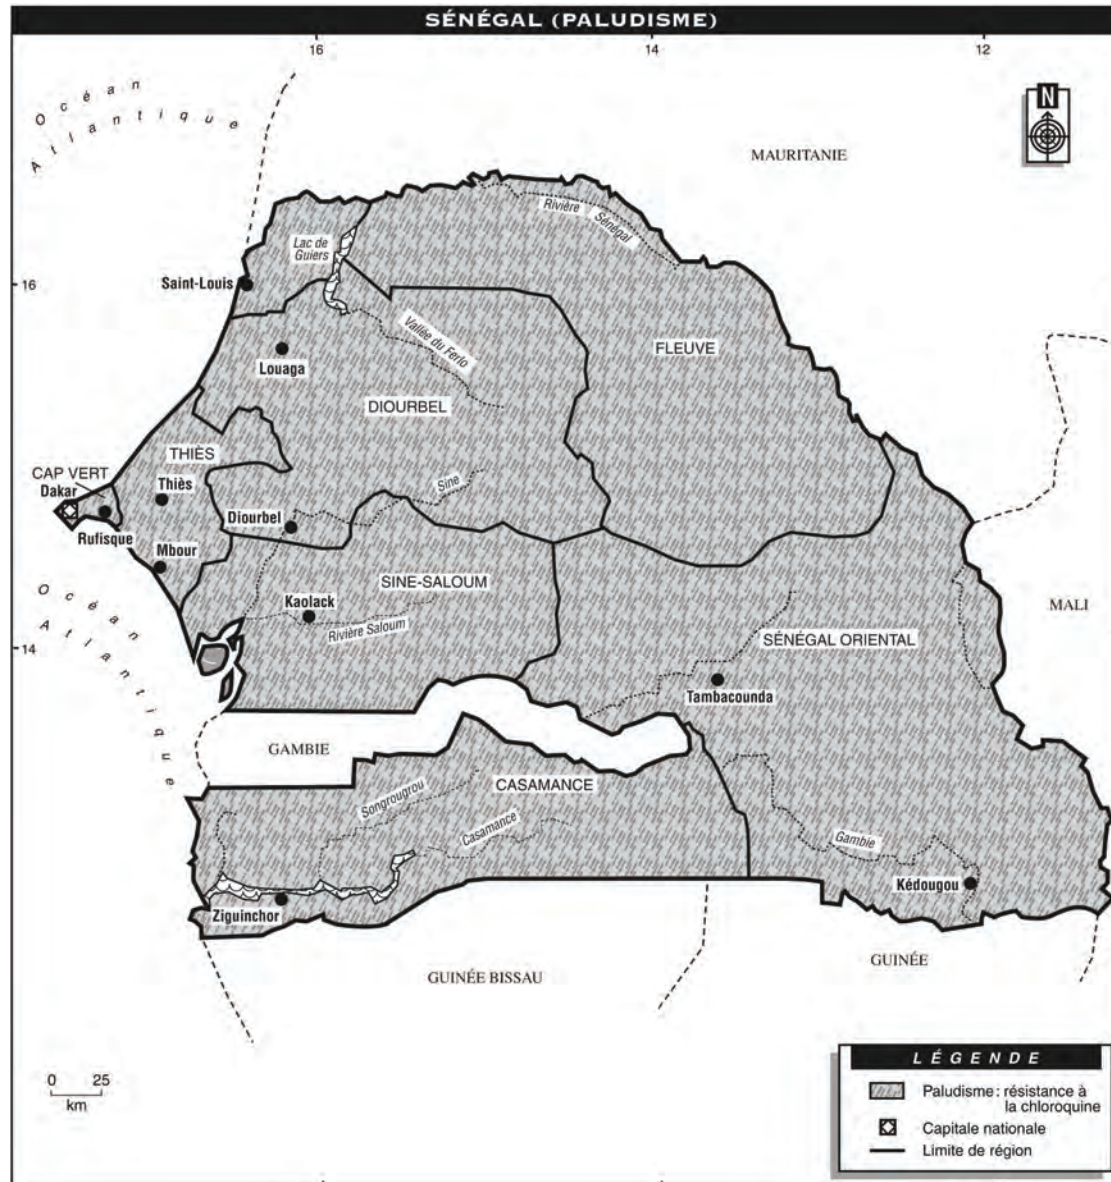 SÉNÉGAL (PALUDISME)
16
14
12
Océan
Atlantique
N
MAURITANIE
Rivière
Sénégal
Lac de
Guiers
16
Saint-Louis
Vallée du Ferlo
FLEUVE
Louaga
DIOURBEL
THIÈS
CAP VERT
Dakar
Thiès
Sine
Diourbel
Rufisque
Mbour
SINE-SALOUM
Océan
Atlantique
Kaolack
Rivière Saloum
MALI
14
SÉNÉGAL ORIENTAL
Tambacounda
GAMBIE
CASAMANCE
Songrougrou
Casamance
Gambie
Kédougou
Ziguinchor
GUINÉE BISSAU
GUINÉE
0 25
km
LÉGENDE
Paludisme : résistance à
la chloroquine
Capitale nationale
Limite de région